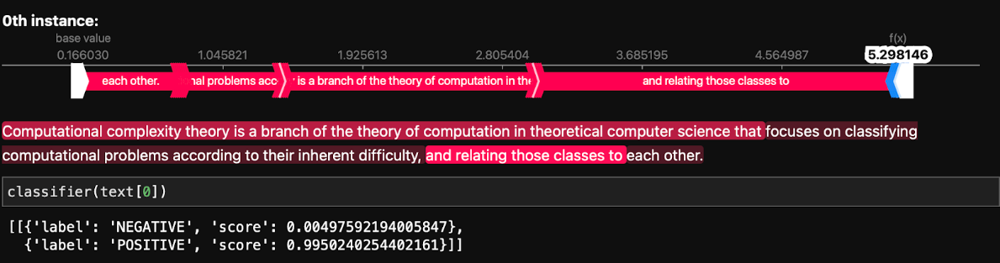 0th instance:
base value f(x)
0.166030 1.045821 1.925613 2.805404 3.685195 4.564987 5.298146
each other. nal problems acc is a branch of the theory of computation in the and relating those classes to
Computational complexity theory is a branch of the theory of computation in theoretical computer science that focuses on classifying
computational problems according to their inherent difficulty, and relating those classes to each other.
classifier(text[0])
[[{'label': 'NEGATIVE', 'score': 0.00497592194005847},
{'label': 'POSITIVE', 'score': 0.9950240254402161}]]